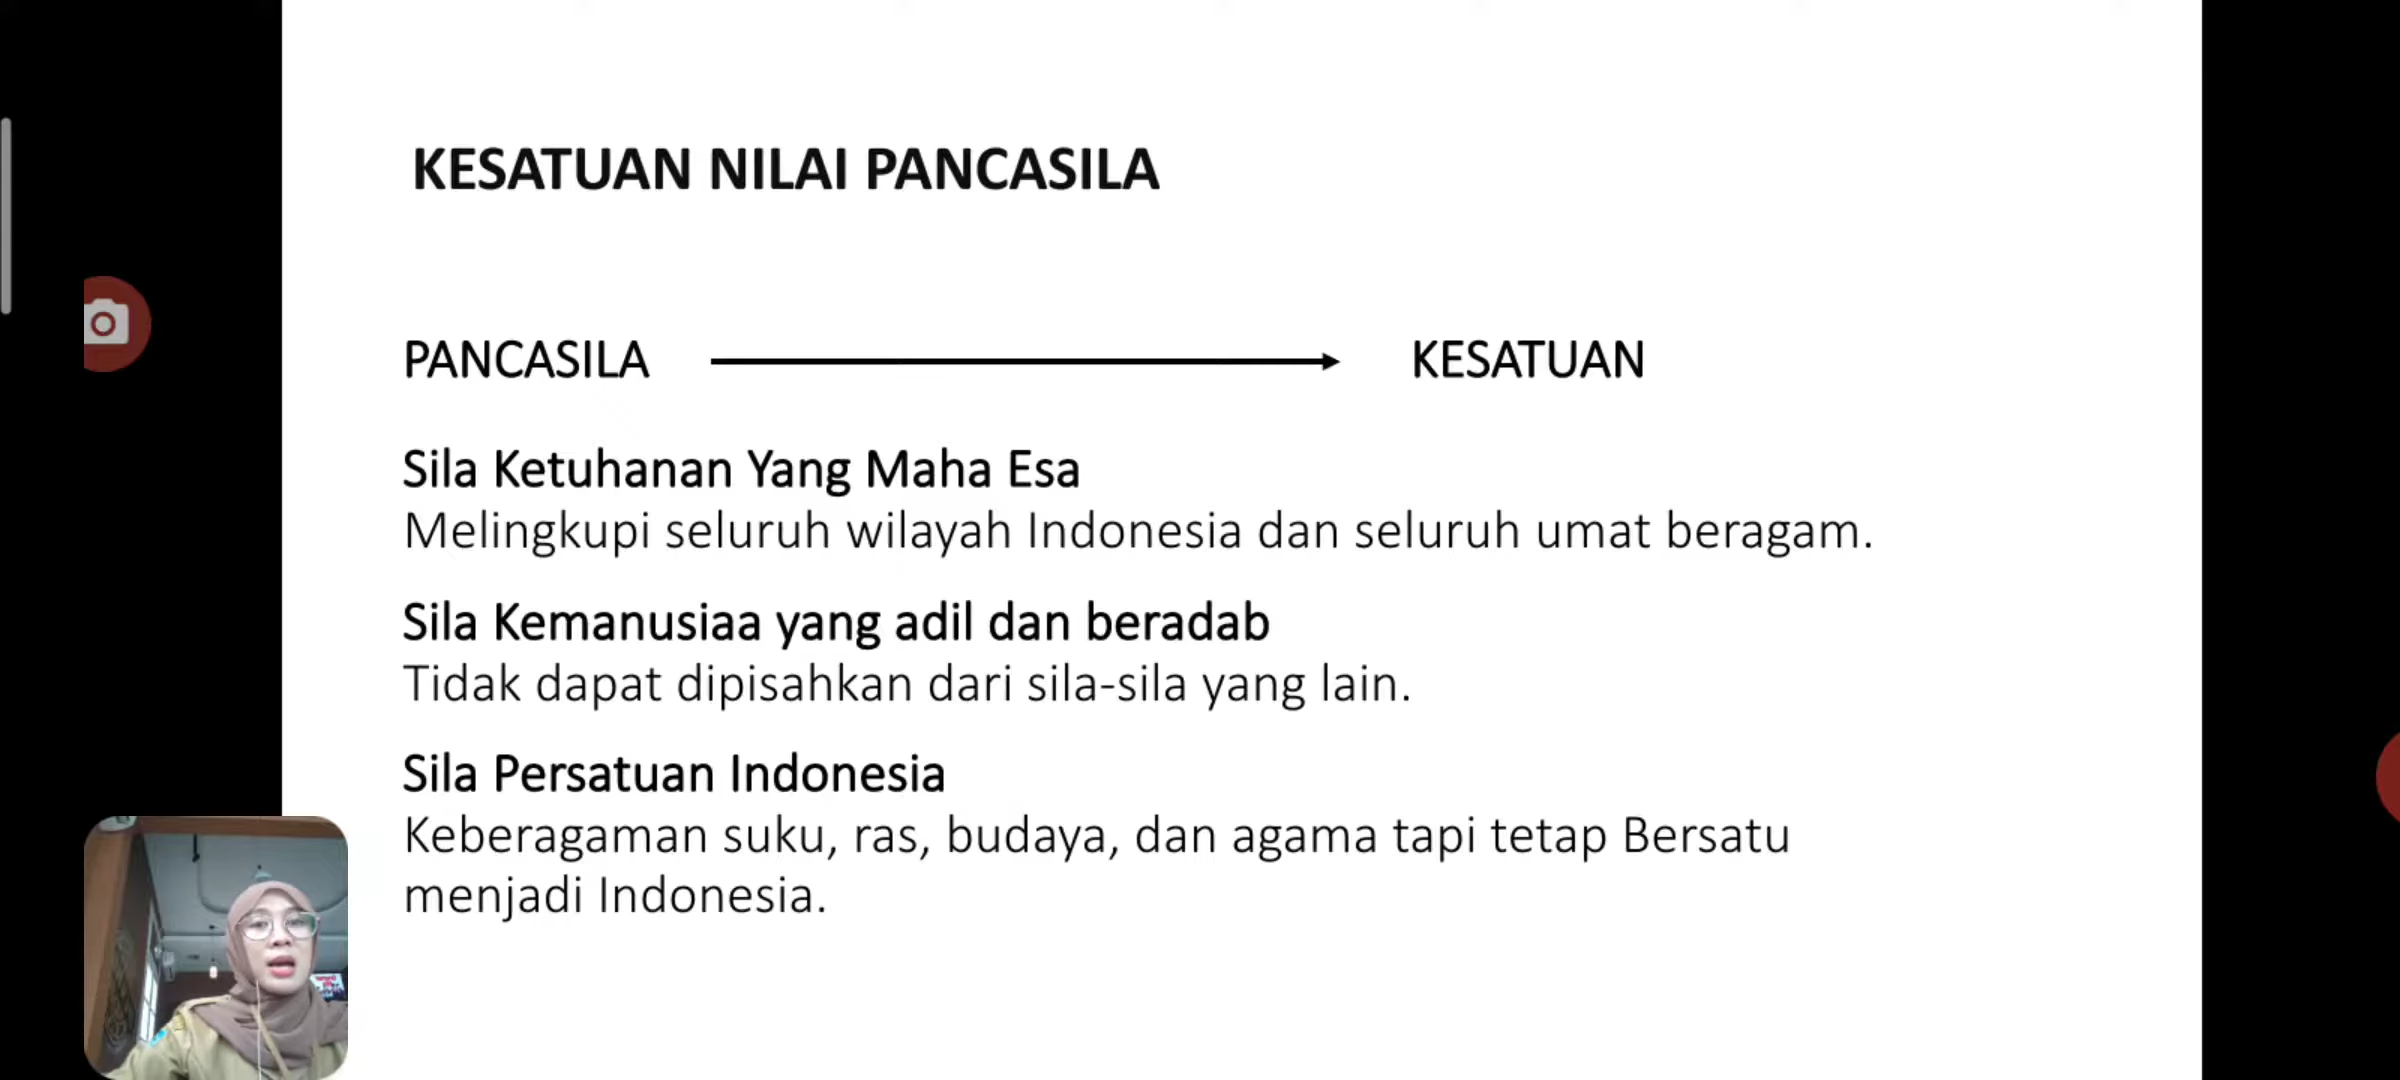 KESATUAN NILAI PANCASILA
PANCASILA KESATUAN
Sila Ketuhanan Yang Maha Esa
Melingkupi seluruh wilayah Indonesia dan seluruh umat beragam.
Sila Kemanusiaa yang adil dan beradab
Tidak dapat dipisahkan dari sila-sila yang lain.
Sila Persatuan Indonesia
Keberagaman suku, ras, budaya, dan agama tapi tetap Bersatu
menjadi Indonesia.